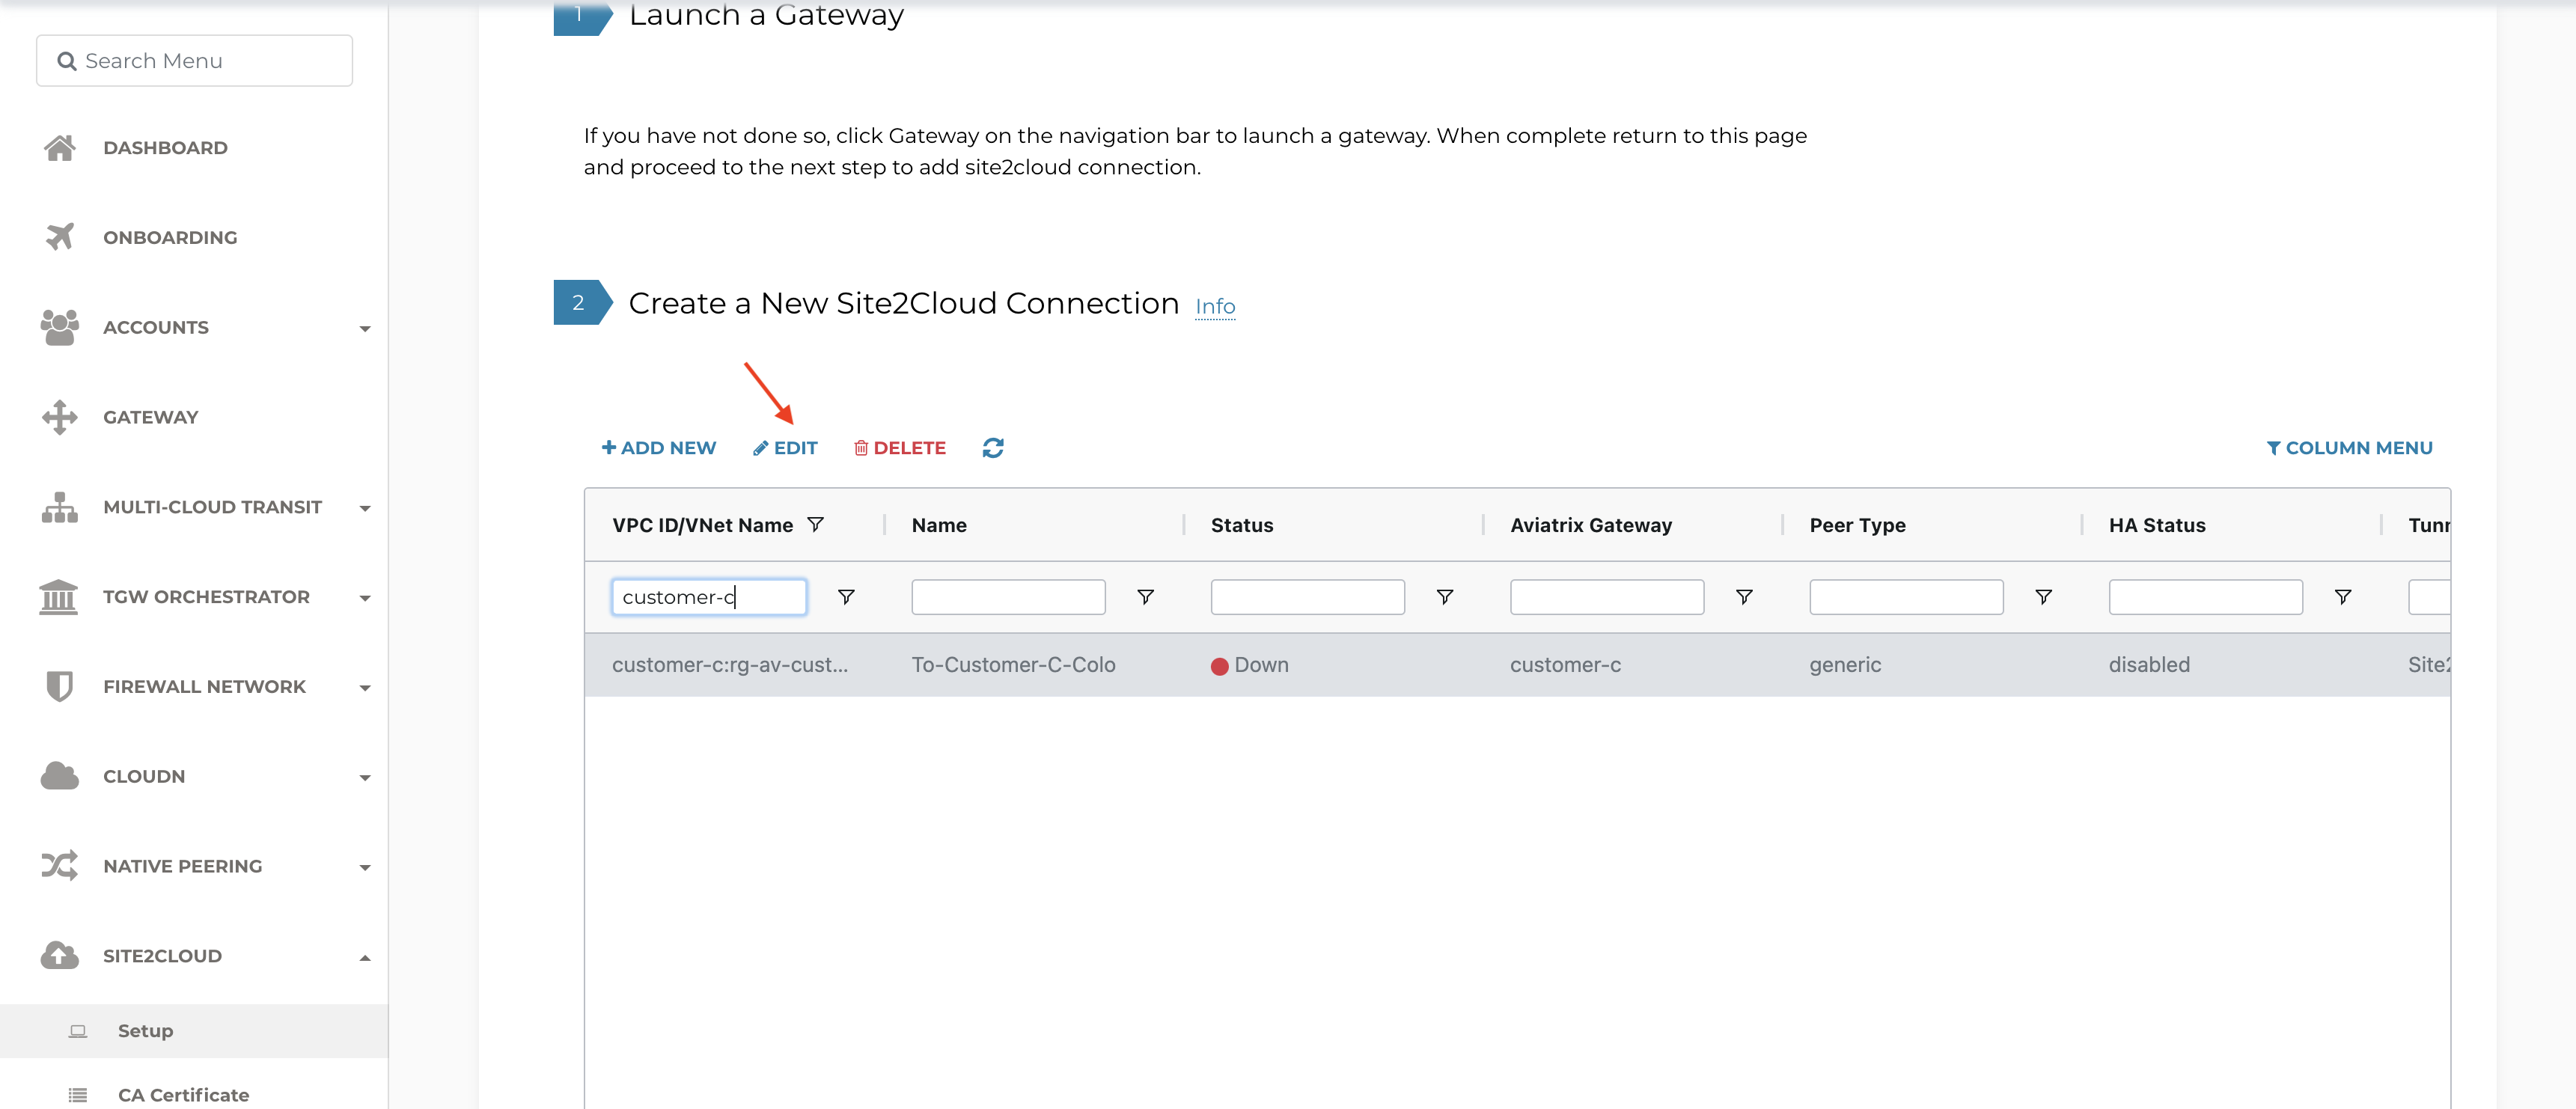 Search Menu
DASHBOARD
ONBOARDING
ACCOUNTS
GATEWAY
MULTI-CLOUD TRANSIT
TGW ORCHESTRATOR
FIREWALL NETWORK
CLOUDN
NATIVE PEERING
SITE2CLOUD
Setup
CA Certificate
1 Launch a Gateway
If you have not done so, click Gateway on the navigation bar to launch a gateway. When complete return to this page
and proceed to the next step to add site2cloud connection.
2 Create a New Site2Cloud Connection Info
+ ADD NEW EDIT DELETE COLUMN MENU
VPC ID/VNet Name Name Status Aviatrix Gateway Peer Type HA Status
customer-c
customer-c:rg-av-cust... To-Customer-C-Colo Down customer-c generic disabled